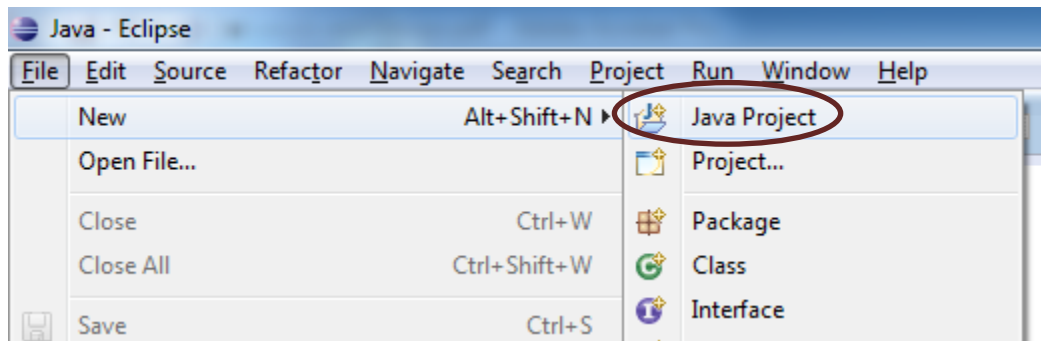 Java - Eclipse
File Edit Source Refactor Navigate Search Project Run Window Help
New Alt+Shift+N Java Project
Open File... Project...
Close Ctrl+W Package
Close All Ctrl+Shift+W Class
Save Ctrl+S Interface